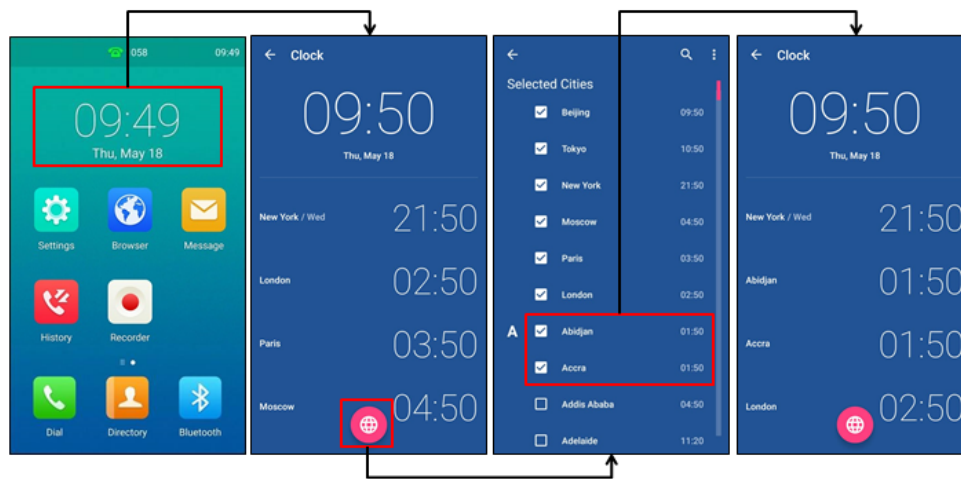 058 09:49
09:49
Thu, May 18
Settings Browser Message
History Recorder
Dial Directory Bluetooth
Clock
09:50
Thu, May 18
New York / Wed 21:50
London 02:50
Paris 03:50
Moscow 04:50
Selected Cities
Beijing 09:50
Tokyo 10:50
New York 21:50
Moscow 04:50
Paris 03:50
London 02:50
A Abidjan 01:50
Accra 01:50
Addis Ababa 04:50
Adelaide 11:20
Clock
09:50
Thu, May 18
New York / Wed 21:50
Abidjan 01:50
Accra 01:50
London 02:50